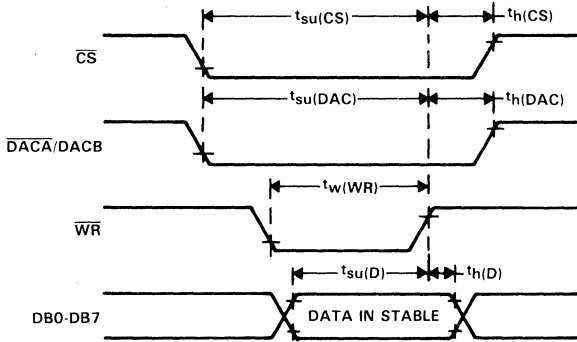 tsu(CS)
th(CS)
CS
tsu(DAC)
th(DAC)
DACA/DACB
tw(WR)
WR
tsu(D)
th(D)
DB0-DB7
DATA IN STABLE